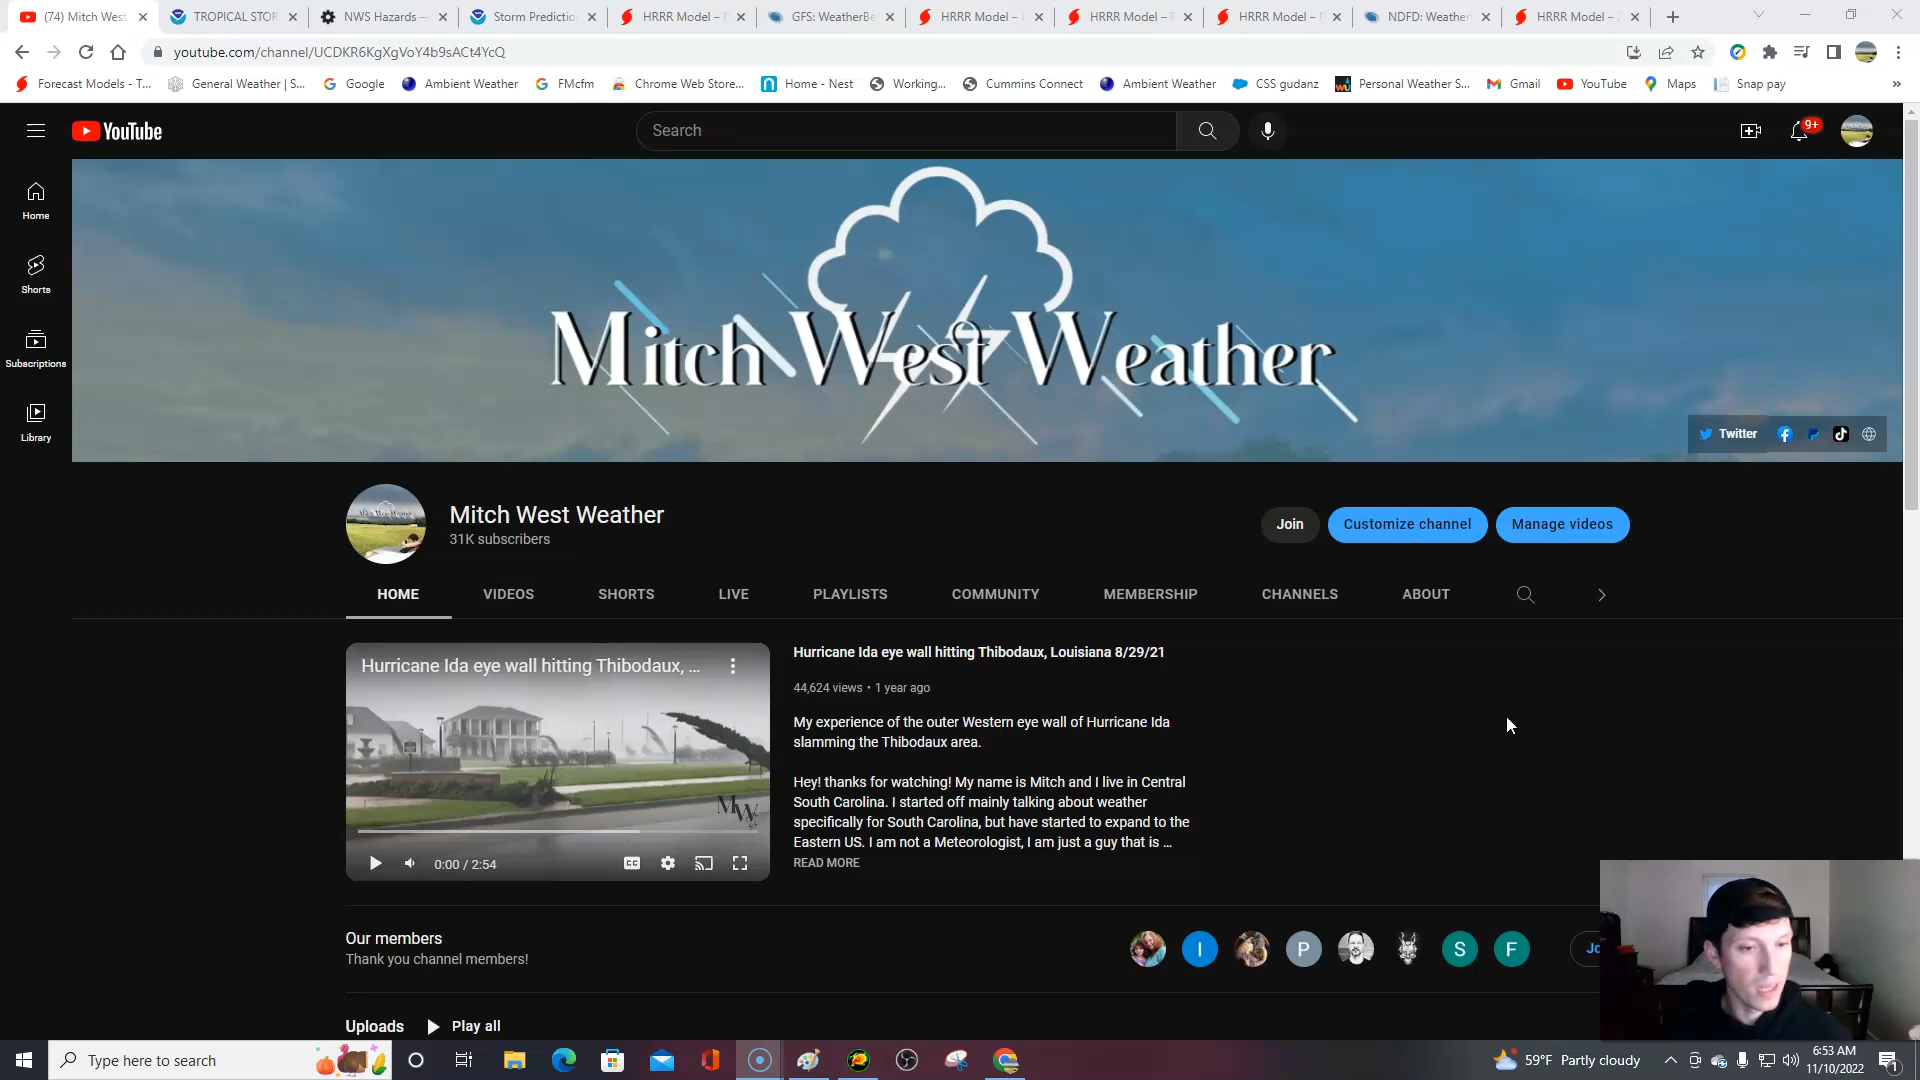 (74) Mitch West
TROPICAL STOR
NWS Hazards —
Storm Predictio
HRRR Model –
GFS: WeatherBe
HRRR Model –
HRRR Model –
HRRR Model –
NDFD: Weather
HRRR Model –
youtube.com/channel/UCDKR6KgXgVoY4b9sACt4YcQ
Forecast Models - T...
General Weather | S...
Google
Ambient Weather
FMcfm
Chrome Web Store...
Home - Nest
Working...
Cummins Connect
Ambient Weather
CSS gudanz
Personal Weather S...
Gmail
YouTube
Maps
Snap pay
»
YouTube
Search
9+
Home
Shorts
Subscriptions
Library
Mitch West Weather
Twitter
Mitch West Weather
31K subscribers
Join
Customize channel
Manage videos
HOME
VIDEOS
SHORTS
LIVE
PLAYLISTS
COMMUNITY
MEMBERSHIP
CHANNELS
ABOUT
Hurricane Ida eye wall hitting Thibodaux, ...
MW
0:00 / 2:54
CC
Hurricane Ida eye wall hitting Thibodaux, Louisiana 8/29/21
44,624 views • 1 year ago
My experience of the outer Western eye wall of Hurricane Ida
slamming the Thibodaux area.
Hey! thanks for watching! My name is Mitch and I live in Central
South Carolina. I started off mainly talking about weather
specifically for South Carolina, but have started to expand to the
Eastern US. I am not a Meteorologist, I am just a guy that is ...
READ MORE
Our members
Thank you channel members!
I
P
S
F
Jo
Uploads
Play all
Type here to search
59°F Partly cloudy
6:53 AM
11/10/2022
1